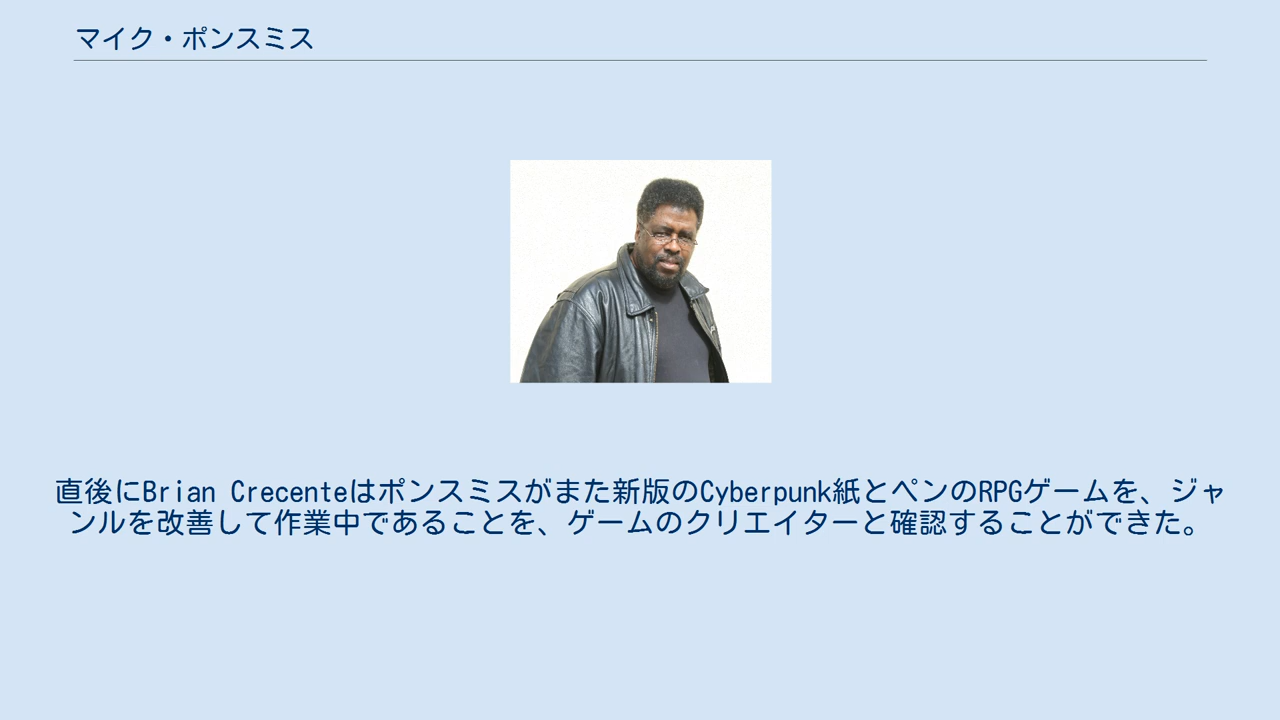 マイク・ポンスミス
直後にBrian Crecenteはポンスミスがまた新版のCyberpunk紙とペンのRPGゲームを、ジャ
ンルを改善して作業中であることを、ゲームのクリエイターと確認することができた。